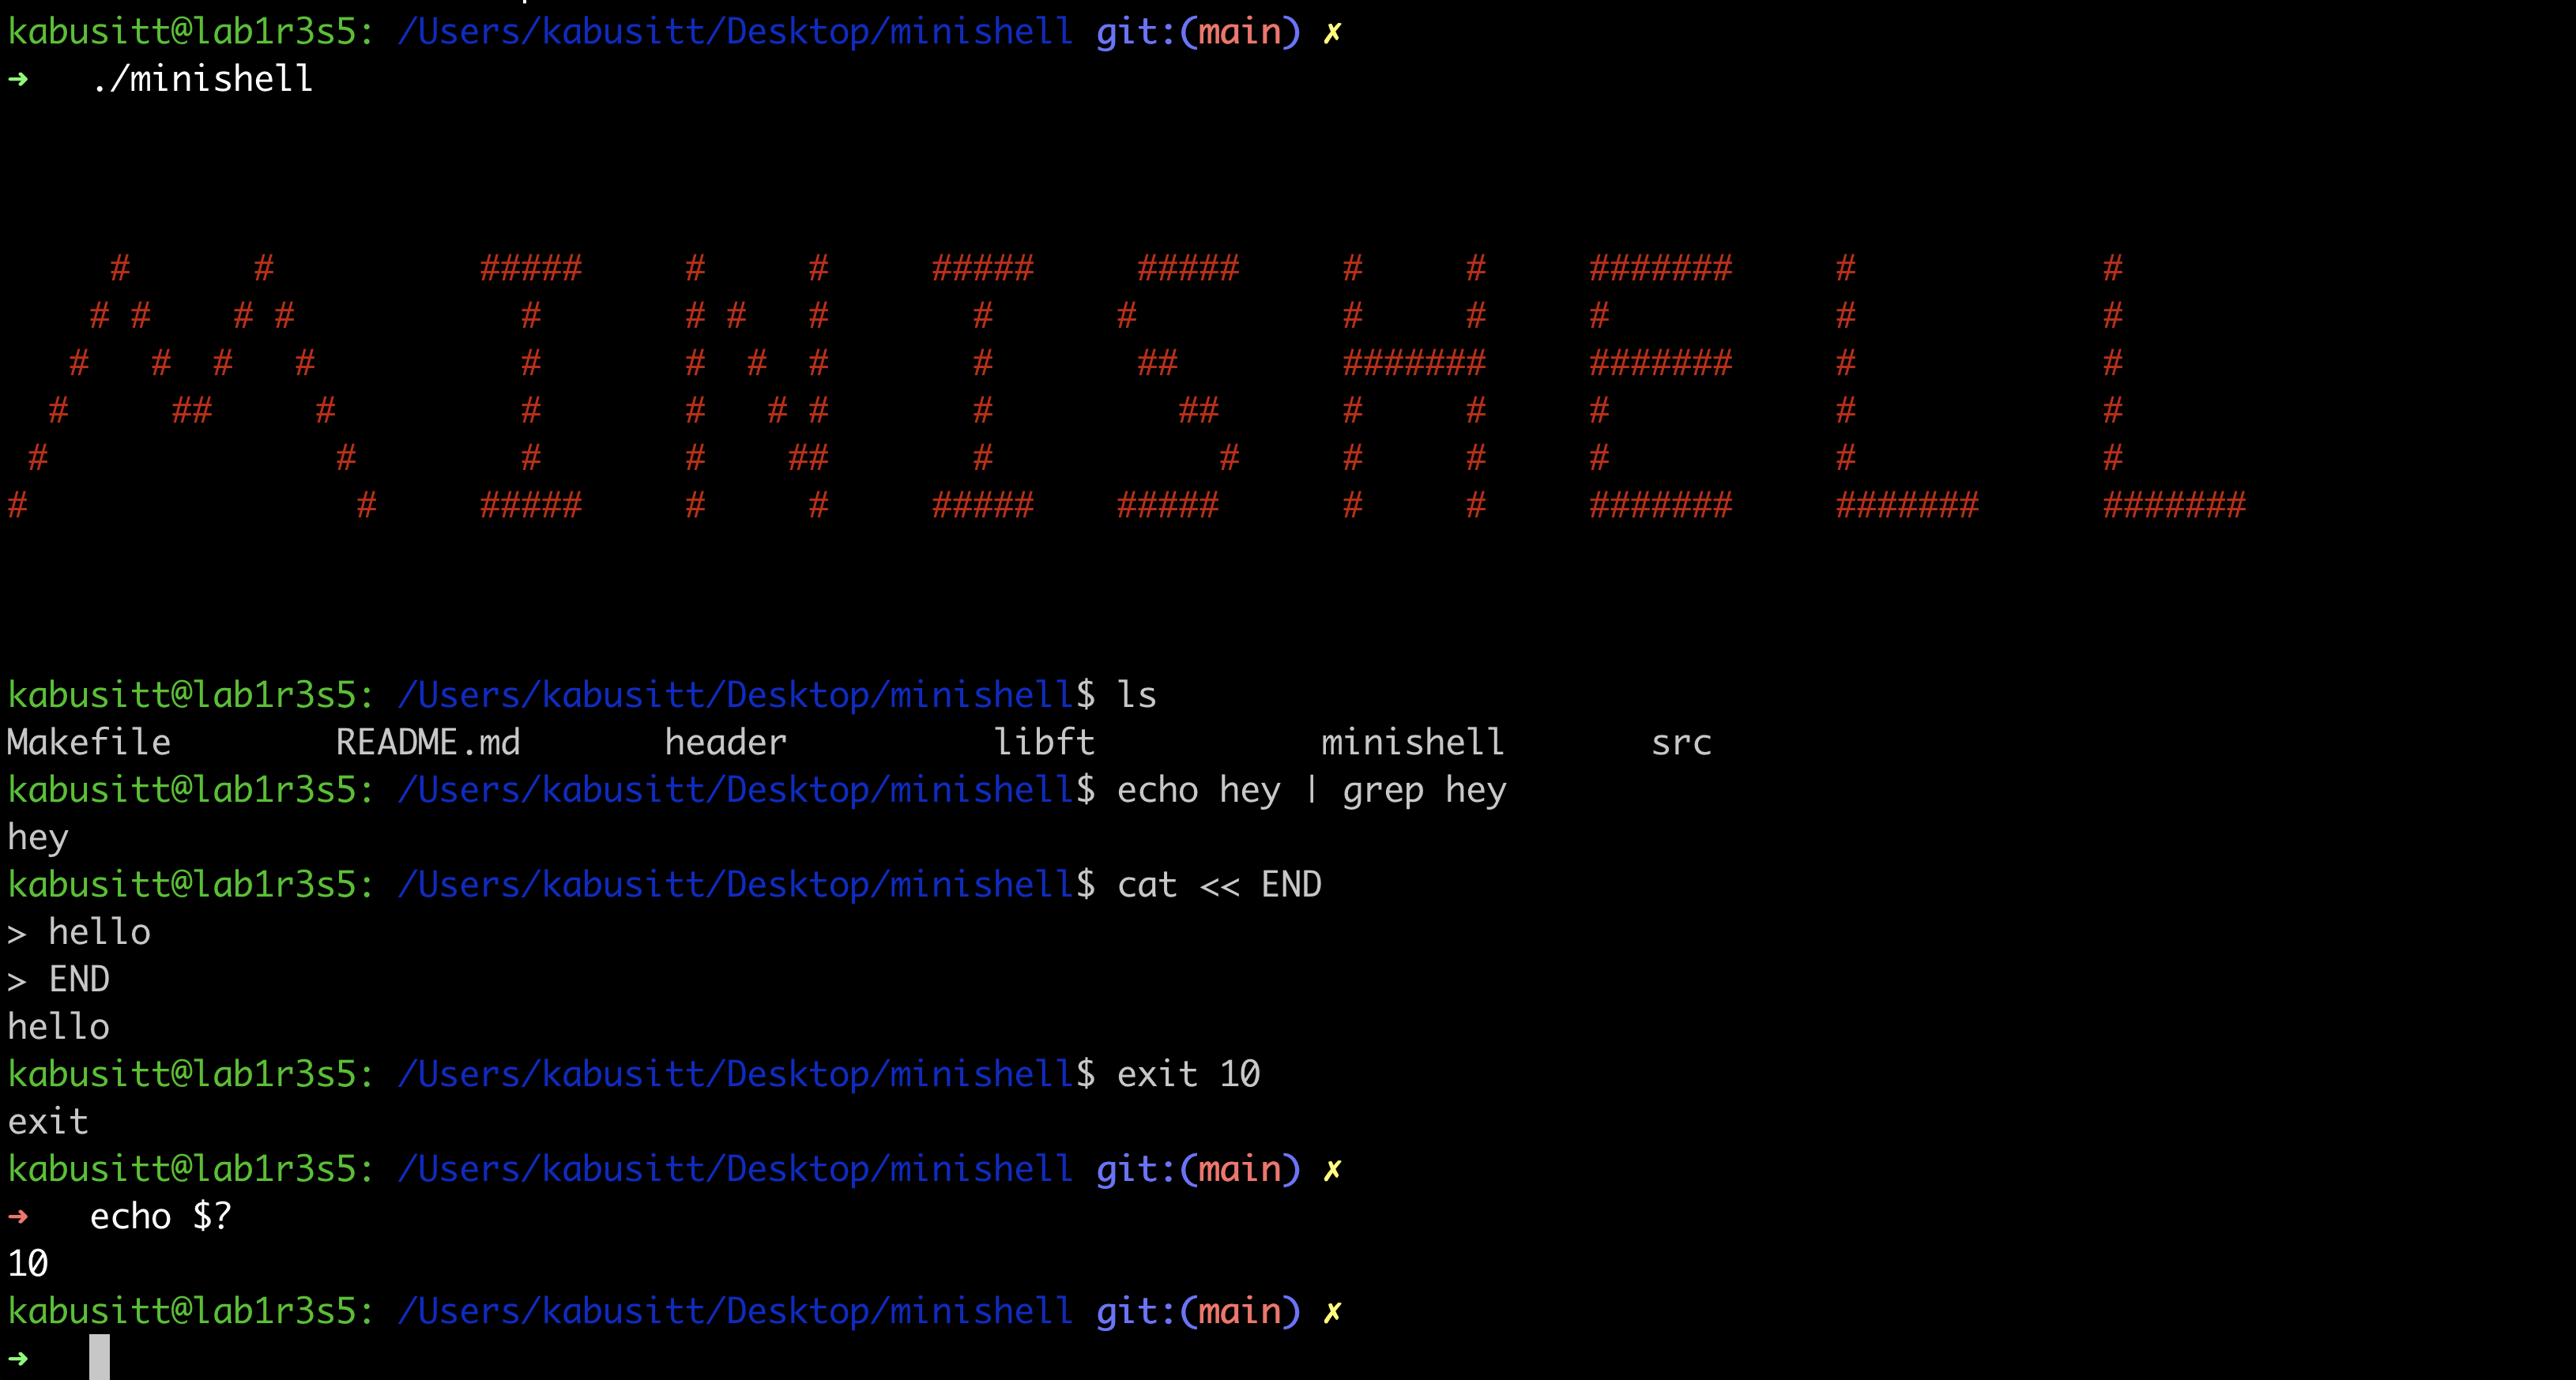 kabusitt@lab1r3s5: /Users/kabusitt/Desktop/minishell git:(main) ✗
➜   ./minishell
     #      #          #####     #     #     #####     #####     #     #     #######     #            #
    # #    # #           #       # #   #       #      #          #     #     #           #            #
   #   #  #   #          #       #  #  #       #       ##        #######     #######     #            #
  #     ##     #         #       #   # #       #         ##      #     #     #           #            #
 #              #        #       #    ##       #           #     #     #     #           #            #
#                #     #####     #     #     #####    #####      #     #     #######     #######      #######
kabusitt@lab1r3s5: /Users/kabusitt/Desktop/minishell$ ls
Makefile        README.md       header          libft           minishell       src
kabusitt@lab1r3s5: /Users/kabusitt/Desktop/minishell$ echo hey | grep hey
hey
kabusitt@lab1r3s5: /Users/kabusitt/Desktop/minishell$ cat << END
> hello
> END
hello
kabusitt@lab1r3s5: /Users/kabusitt/Desktop/minishell$ exit 10
exit
kabusitt@lab1r3s5: /Users/kabusitt/Desktop/minishell git:(main) ✗
➜   echo $?
10
kabusitt@lab1r3s5: /Users/kabusitt/Desktop/minishell git:(main) ✗
➜